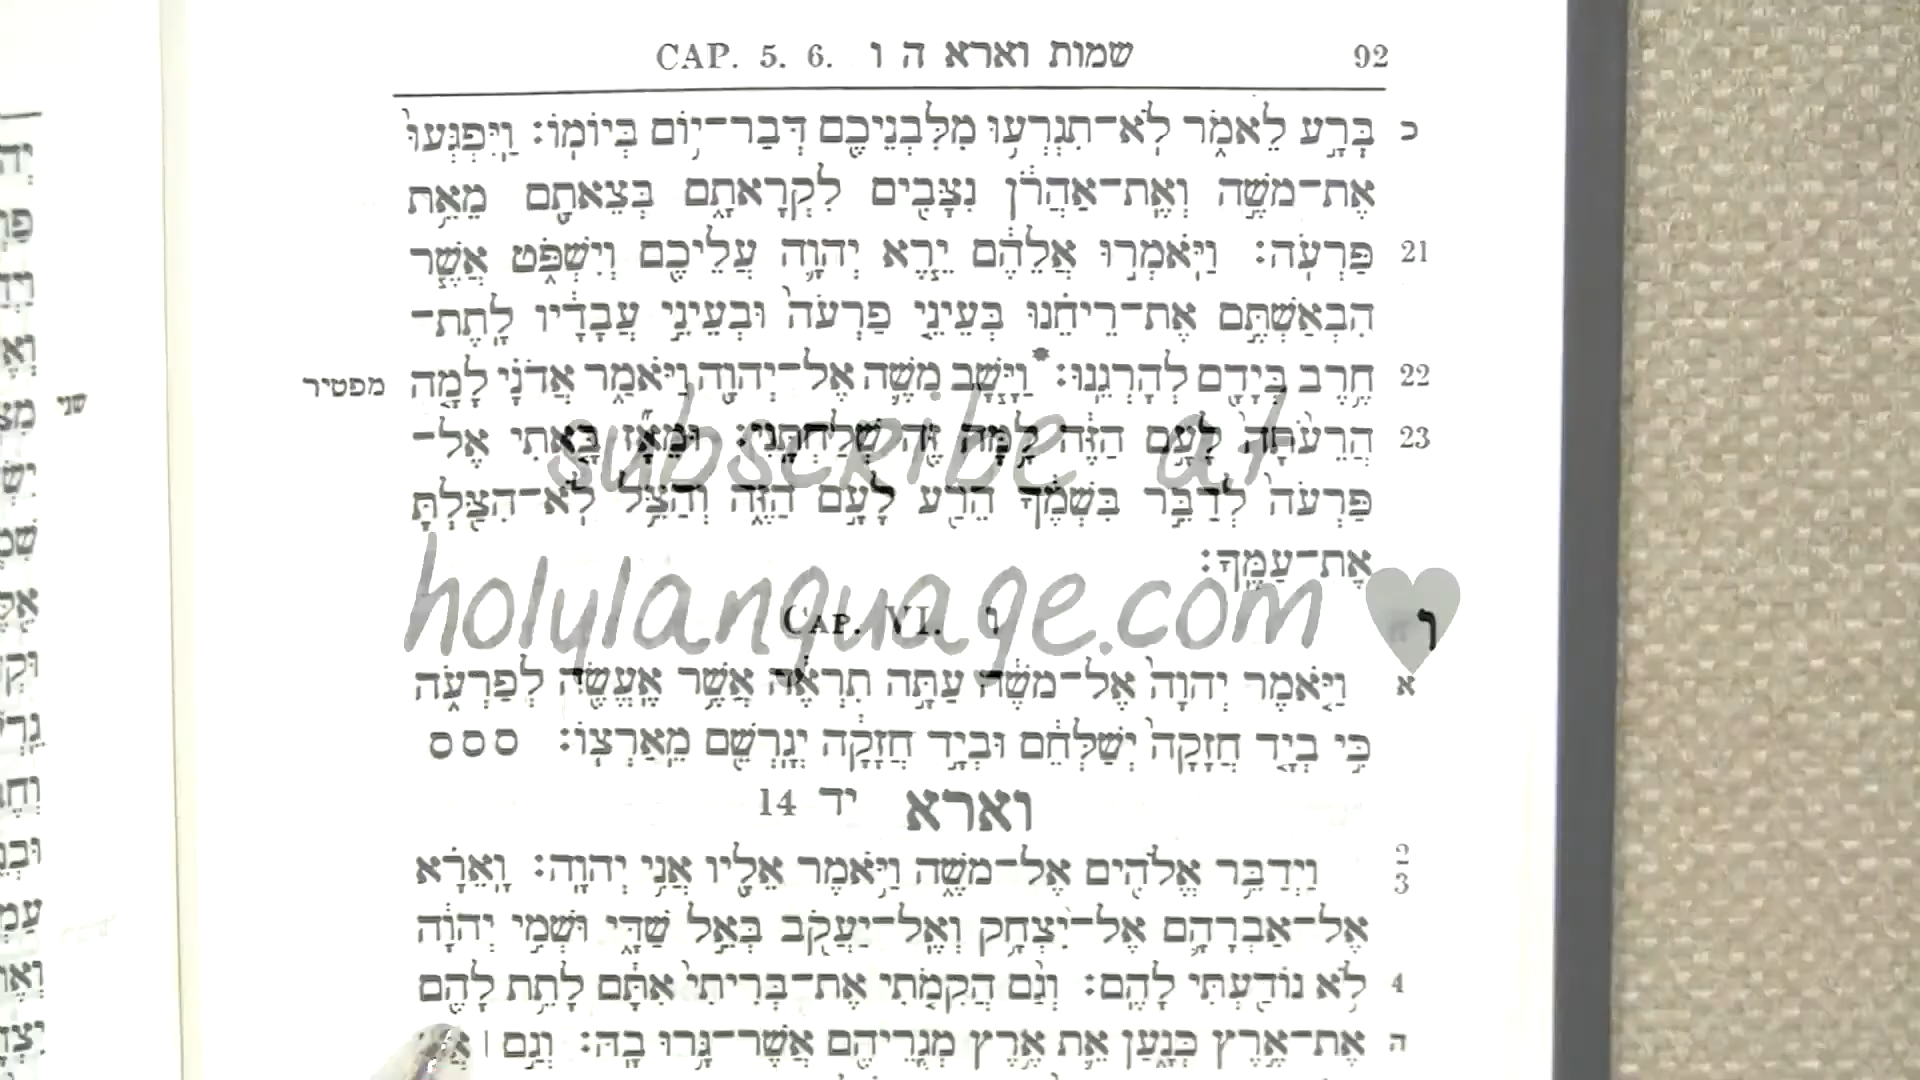 92 שמות וארא ה ו CAP. 5. 6.
כ בְּרָע לֵאמֹר לֹא־תִגְרְעוּ מִלִּבְנֵיכֶם דְּבַר־יוֹם בְּיוֹמוֹ׃ וַיִּפְגְּעוּ
אֶת־מֹשֶׁה וְאֶת־אַהֲרֹן נִצָּבִים לִקְרָאתָם בְּצֵאתָם מֵאֵת
21 פַּרְעֹה׃ וַיֹּאמְרוּ אֲלֵהֶם יֵרֶא יְהוָה עֲלֵיכֶם וְיִשְׁפֹּט אֲשֶׁר
הִבְאַשְׁתֶּם אֶת־רֵיחֵנוּ בְּעֵינֵי פַרְעֹה וּבְעֵינֵי עֲבָדָיו לָתֶת־
22 חֶרֶב בְּיָדָם לְהָרְגֵנוּ׃ *וַיָּשָׁב מֹשֶׁה אֶל־יְהוָה וַיֹּאמַר אֲדֹנָי לָמָה מפטיר
23 הֲרֵעֹתָה לָעָם הַזֶּה לָמָּה זֶּה שְׁלַחְתָּנִי׃ וּמֵאָז בָּאתִי אֶל־
פַּרְעֹה לְדַבֵּר בִּשְׁמֶךָ הֵרַע לָעָם הַזֶּה וְהַצֵּל לֹא־הִצַּלְתָּ
אֶת־עַמֶּךָ׃
subscribe at
holylanguage.com
CAP. VI. ו ו
א וַיֹּאמֶר יְהוָה אֶל־מֹשֶׁה עַתָּה תִרְאֶה אֲשֶׁר אֶעֱשֶׂה לְפַרְעֹה
כִּי בְיָד חֲזָקָה יְשַׁלְּחֵם וּבְיָד חֲזָקָה יְגָרְשֵׁם מֵאַרְצוֹ׃ ס ס ס
וארא יד 14
2 3 וַיְדַבֵּר אֱלֹהִים אֶל־מֹשֶׁה וַיֹּאמֶר אֵלָיו אֲנִי יְהוָה׃ וָאֵרָא
אֶל־אַבְרָהָם אֶל־יִצְחָק וְאֶל־יַעֲקֹב בְּאֵל שַׁדָּי וּשְׁמִי יְהוָה
4 לֹא נוֹדַעְתִּי לָהֶם׃ וְגַם הֲקִמֹתִי אֶת־בְּרִיתִי אִתָּם לָתֵת לָהֶם
ה אֶת־אֶרֶץ כְּנָעַן אֵת אֶרֶץ מְגֻרֵיהֶם אֲשֶׁר־גָּרוּ בָהּ׃ וְגַם ׀
שני